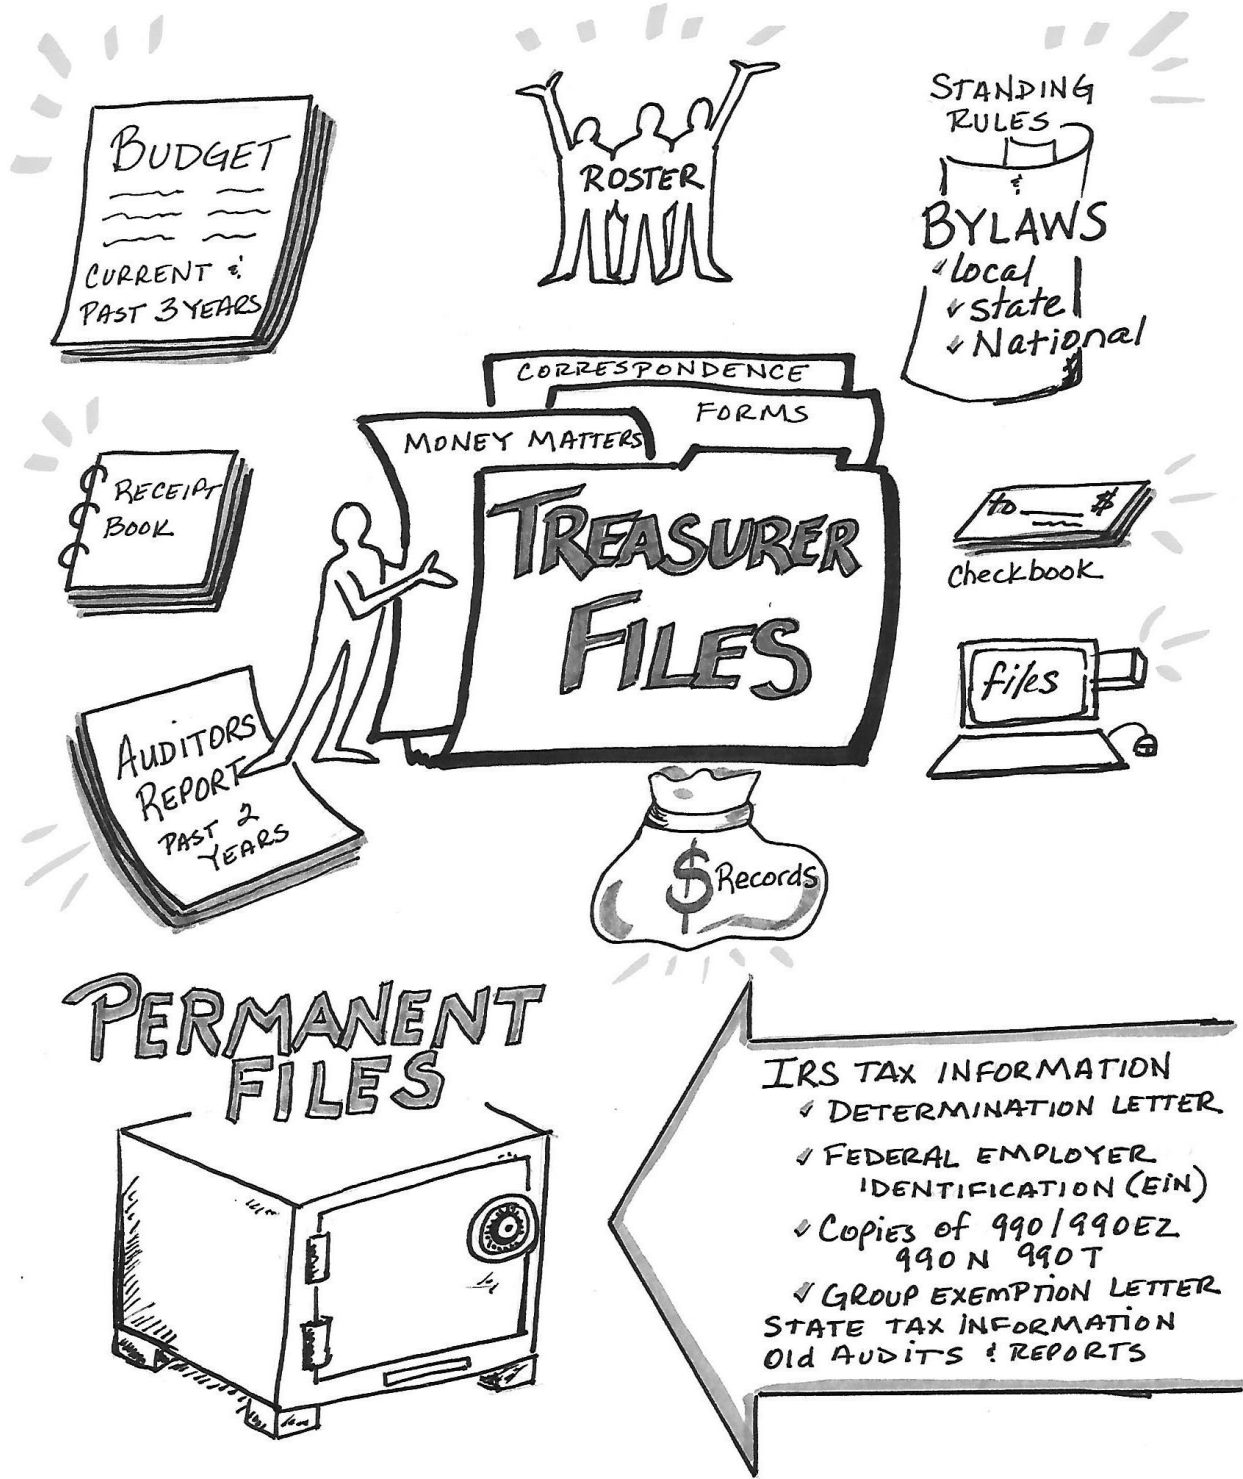 BUDGET
CURRENT &
PAST 3 YEARS
ROSTER
STANDING
RULES
&
BYLAWS
✓ local
✓ state
✓ National
CORRESPONDENCE
FORMS
MONEY MATTERS
TREASURER
FILES
RECEIPT
BOOK
to $
checkbook
files
AUDITORS
REPORT
PAST 2
YEARS
$ Records
PERMANENT
FILES
IRS TAX INFORMATION
✓ DETERMINATION LETTER
✓ FEDERAL EMPLOYER
IDENTIFICATION (EIN)
✓ Copies of 990/990EZ
990N 990T
✓ GROUP EXEMPTION LETTER
STATE TAX INFORMATION
Old AUDITS & REPORTS